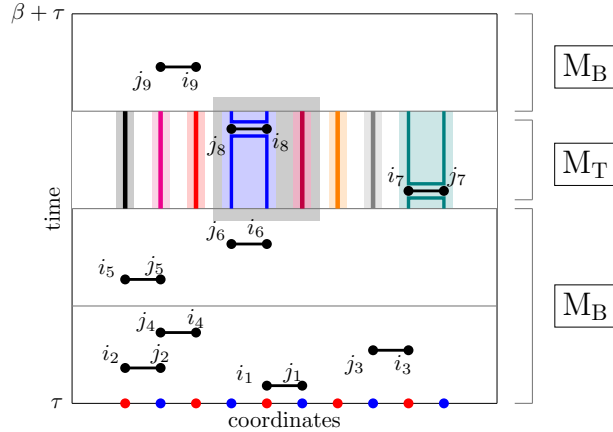 β + τ
j₉ i₉
M_B
j₈ i₈
i₇ j₇
M_T
time
j₆ i₆
i₅ j₅
j₄ i₄
M_B
i₂ j₂
j₃ i₃
i₁ j₁
τ
coordinates